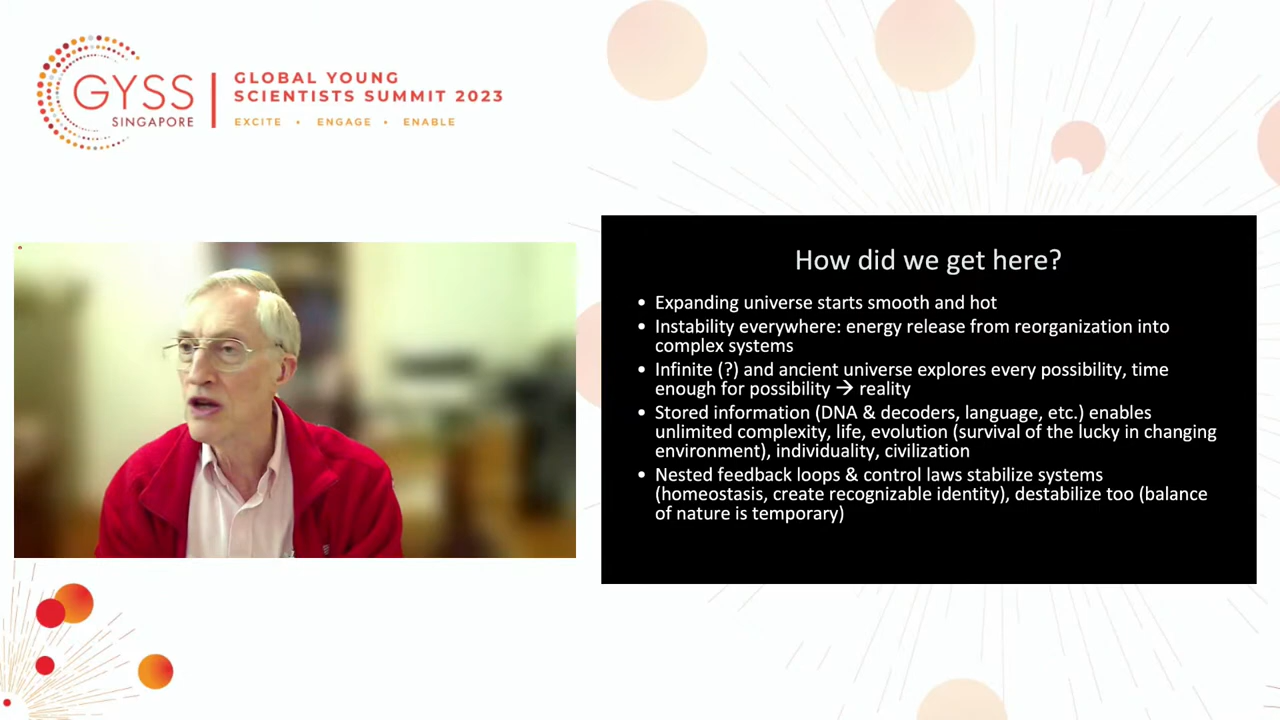 GYSS
SINGAPORE
GLOBAL YOUNG
SCIENTISTS SUMMIT 2023
EXCITE • ENGAGE • ENABLE
How did we get here?
• Expanding universe starts smooth and hot
• Instability everywhere: energy release from reorganization into
complex systems
• Infinite (?) and ancient universe explores every possibility, time
enough for possibility → reality
• Stored information (DNA & decoders, language, etc.) enables
unlimited complexity, life, evolution (survival of the lucky in changing
environment), individuality, civilization
• Nested feedback loops & control laws stabilize systems
(homeostasis, create recognizable identity), destabilize too (balance
of nature is temporary)